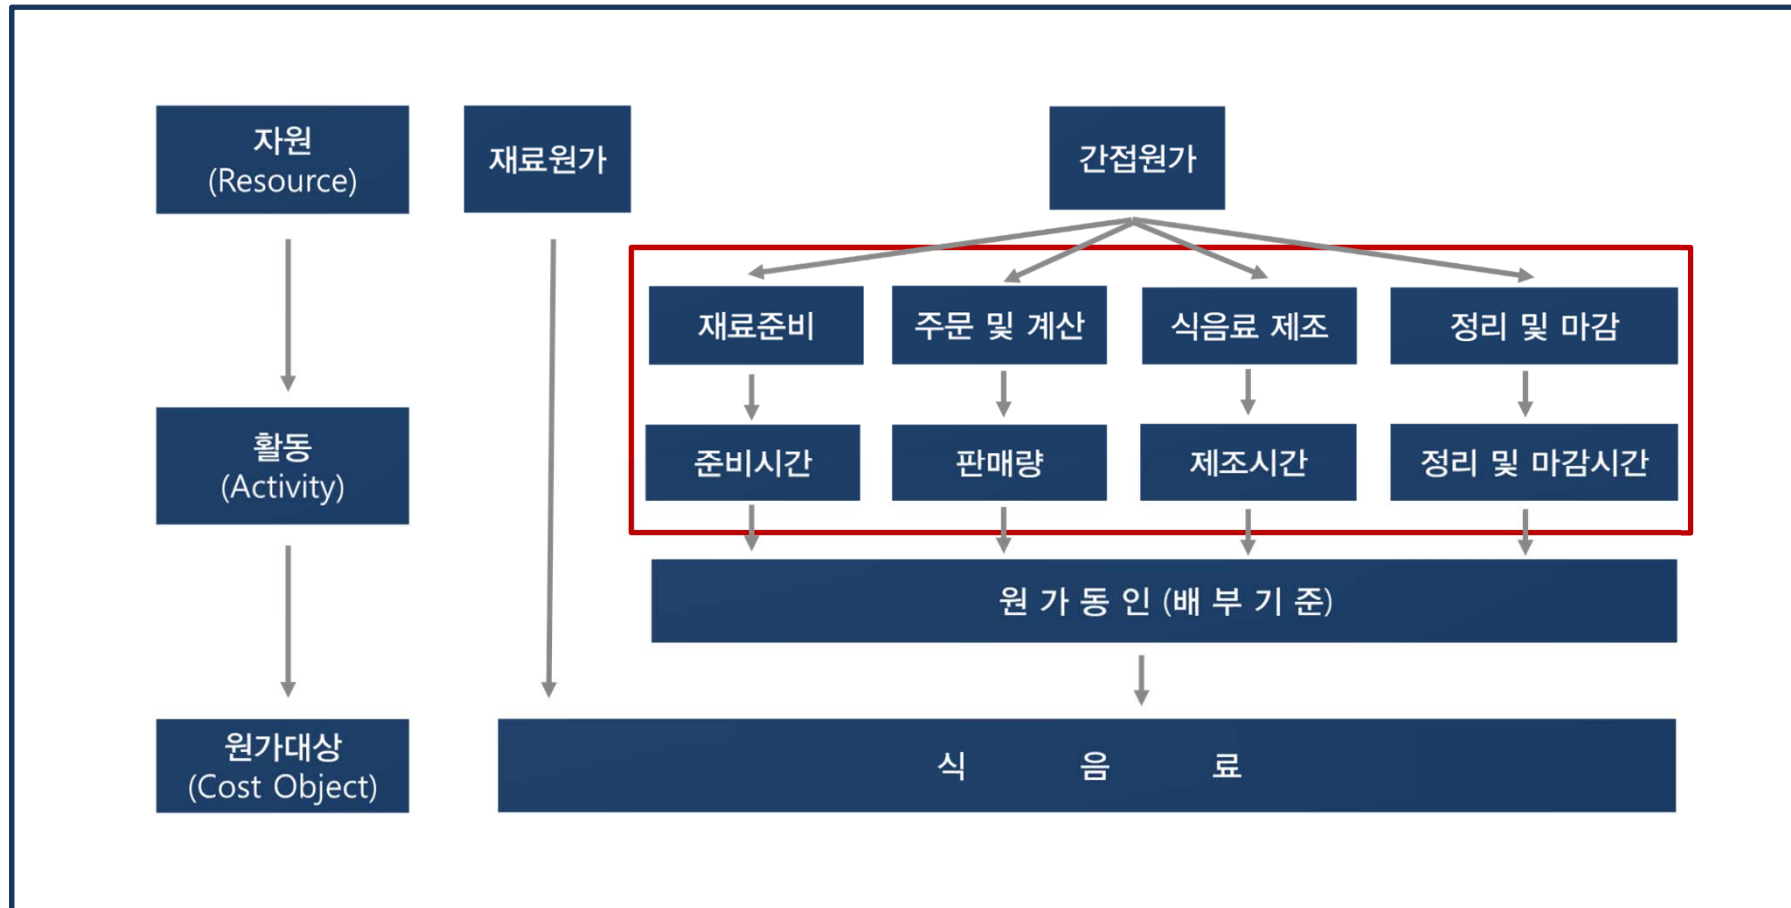 자원
(Resource)
재료원가
간접원가
재료준비
주문 및 계산
식음료 제조
정리 및 마감
활동
(Activity)
준비시간
판매량
제조시간
정리 및 마감시간
원 가 동 인 (배 부 기 준)
원가대상
(Cost Object)
식 음 료